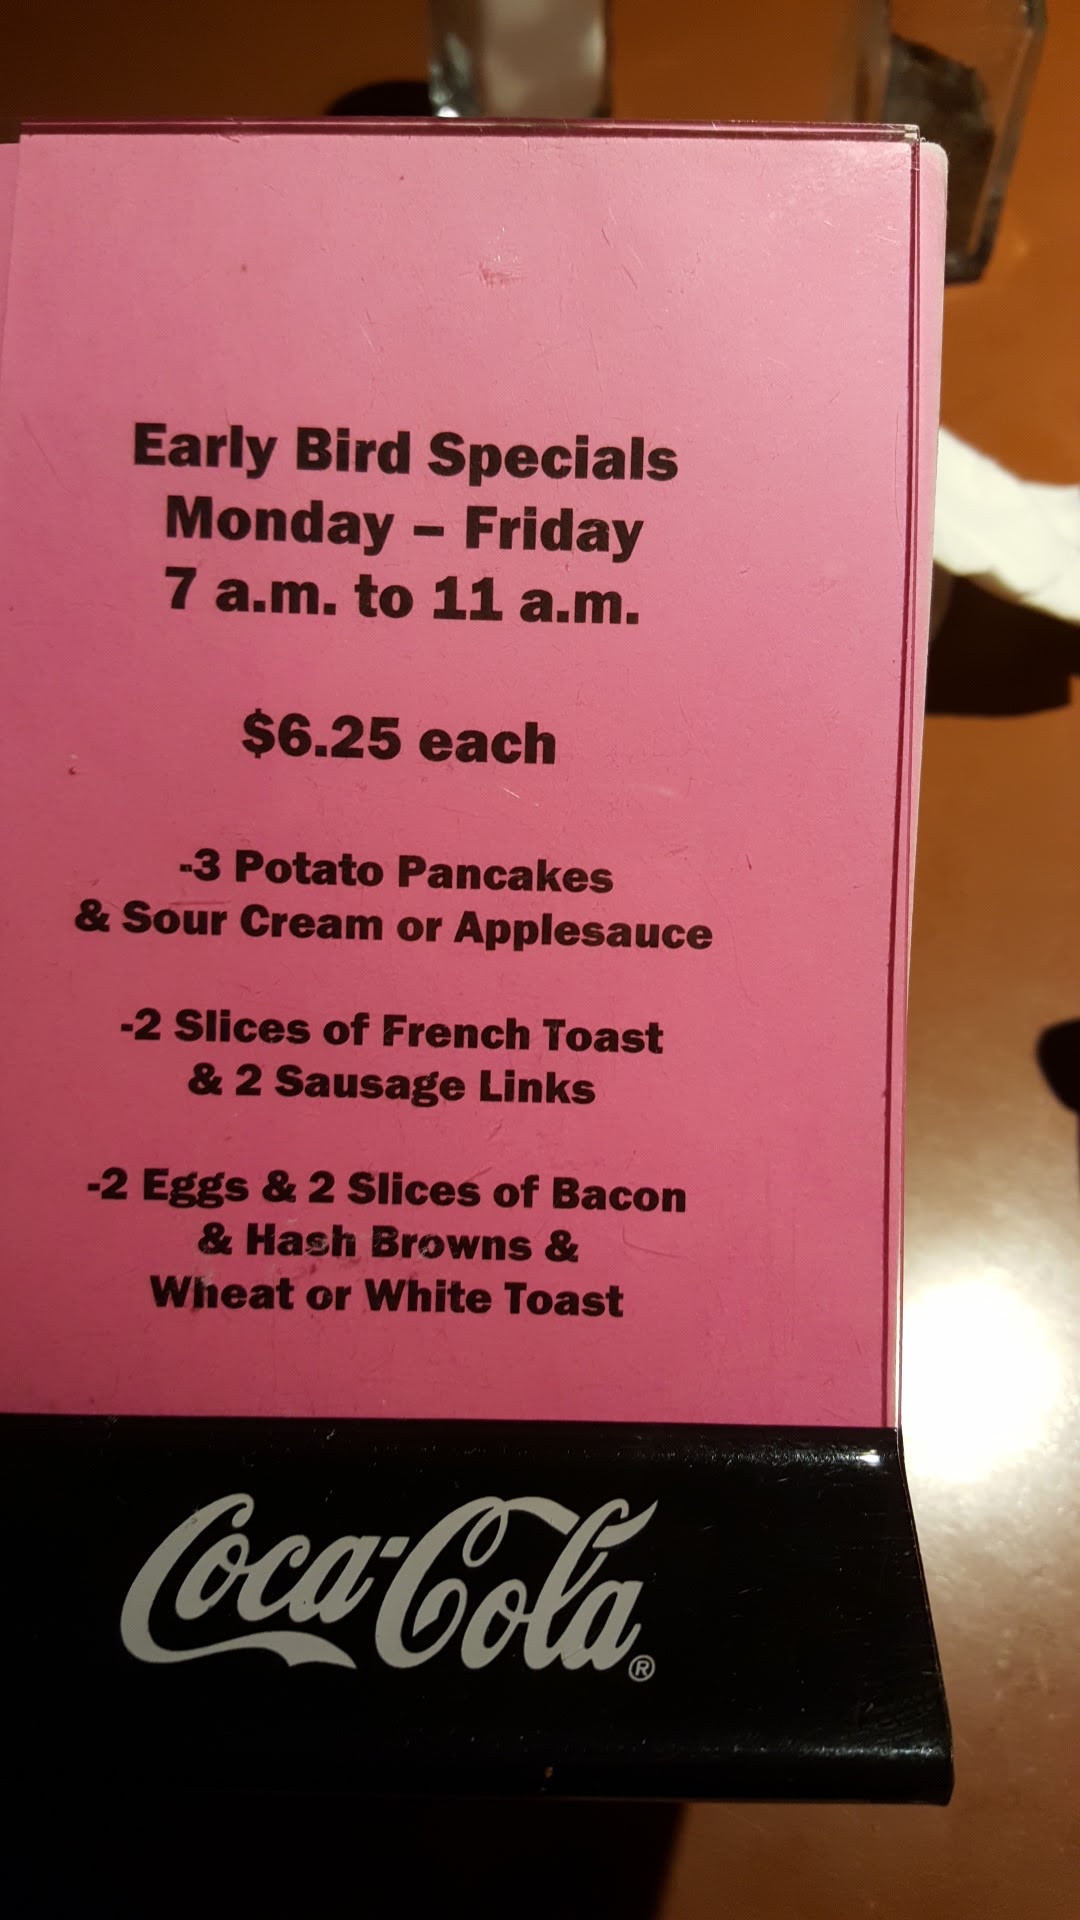 Early Bird Specials
Monday – Friday
7 a.m. to 11 a.m.
$6.25 each
-3 Potato Pancakes
& Sour Cream or Applesauce
-2 Slices of French Toast
& 2 Sausage Links
-2 Eggs & 2 Slices of Bacon
& Hash Browns &
Wheat or White Toast
Coca-Cola®